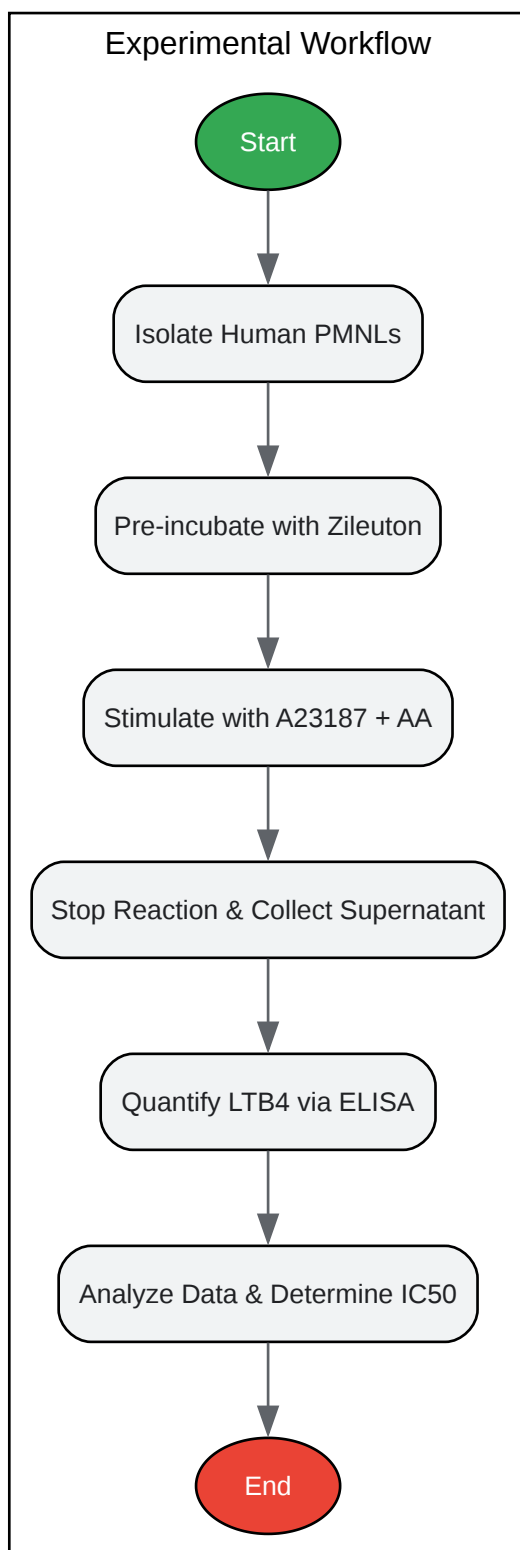 Experimental Workflow
Start
Isolate Human PMNLs
Pre-incubate with Zileuton
Stimulate with A23187 + AA
Stop Reaction & Collect Supernatant
Quantify LTB4 via ELISA
Analyze Data & Determine IC50
End